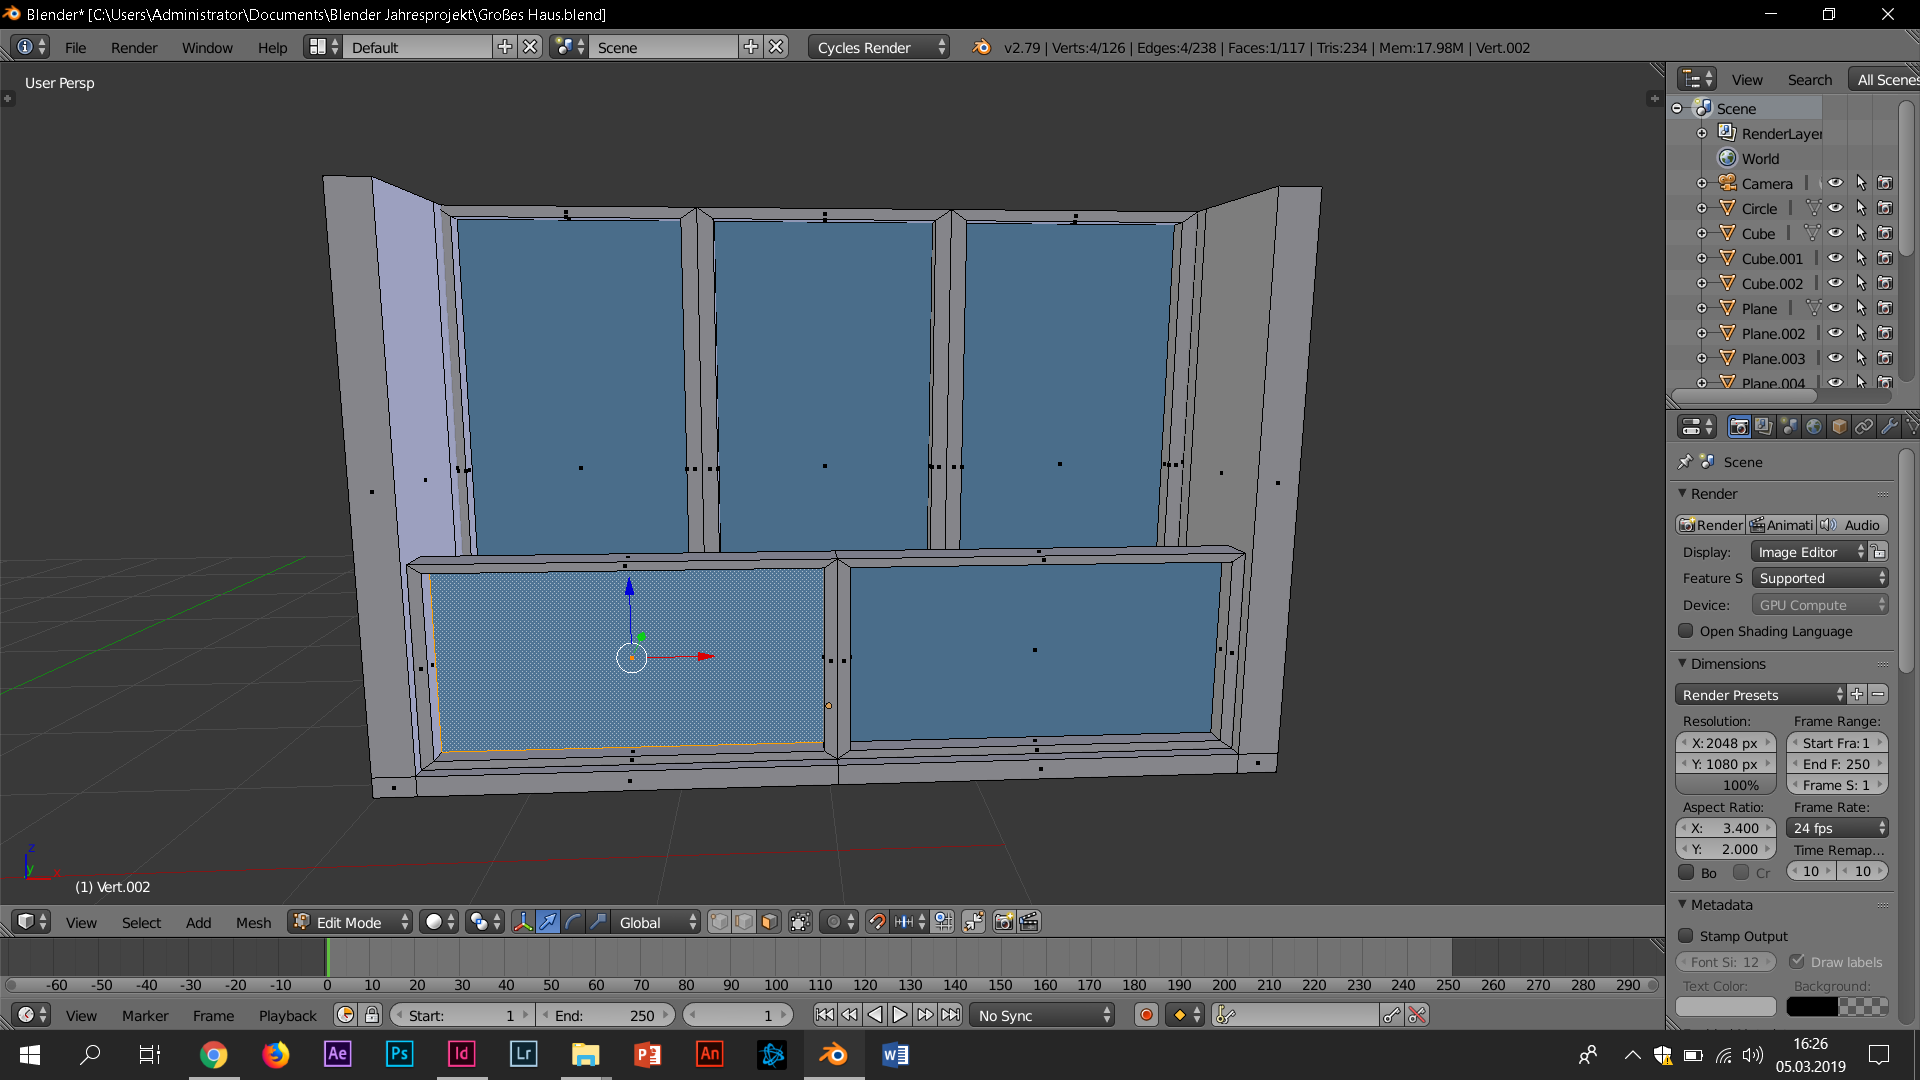 Blender* [C:\Users\Administrator\Documents\Blender Jahresprojekt\Großes Haus.blend]
File Render Window Help Default Scene Cycles Render v2.79 | Verts:4/126 | Edges:4/238 | Faces:1/117 | Tris:234 | Mem:17.98M | Vert.002
User Persp
View Search All Scenes
Scene
RenderLayer
World
Camera
Circle
Cube
Cube.001
Cube.002
Plane
Plane.002
Plane.003
Plane.004
Scene
Render
Render Animati Audio
Display: Image Editor
Feature S Supported
Device: GPU Compute
Open Shading Language
Dimensions
Render Presets
Resolution: Frame Range:
X: 2048 px Start Fra: 1
Y: 1080 px End F: 250
100% Frame S: 1
Aspect Ratio: Frame Rate:
X: 3.400 24 fps
Y: 2.000 Time Remap...
Bo Cr 10 10
Metadata
Stamp Output
Font Si: 12 Draw labels
Text Color: Background:
z
y
x
(1) Vert.002
View Select Add Mesh Edit Mode Global
-60 -50 -40 -30 -20 -10 0 10 20 30 40 50 60 70 80 90 100 110 120 130 140 150 160 170 180 190 200 210 220 230 240 250 260 270 280 290
View Marker Frame Playback Start: 1 End: 250 1 No Sync
Ae Ps Id Lr P An W
16:26
05.03.2019